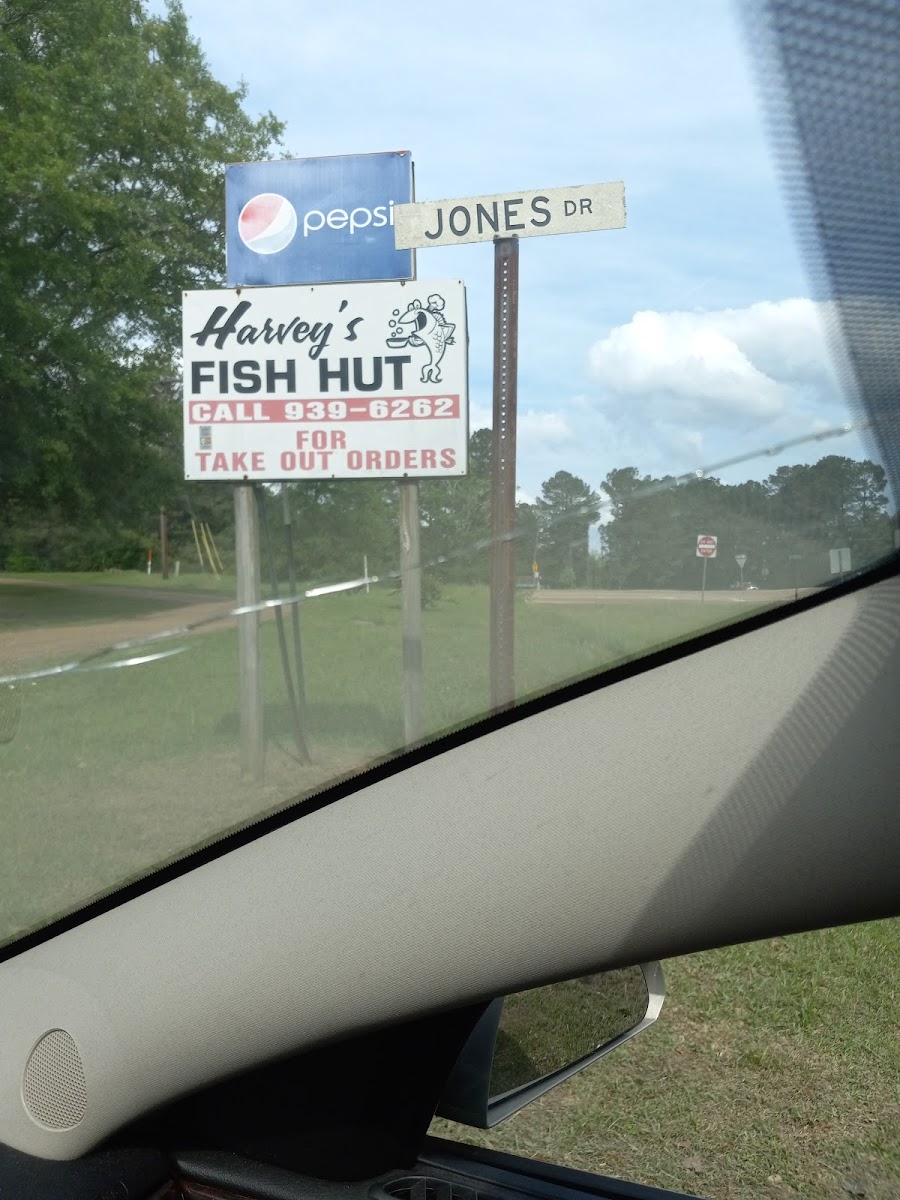 pepsi
JONES DR
Harvey's
FISH HUT
CALL 939-6262
FOR
TAKE OUT ORDERS